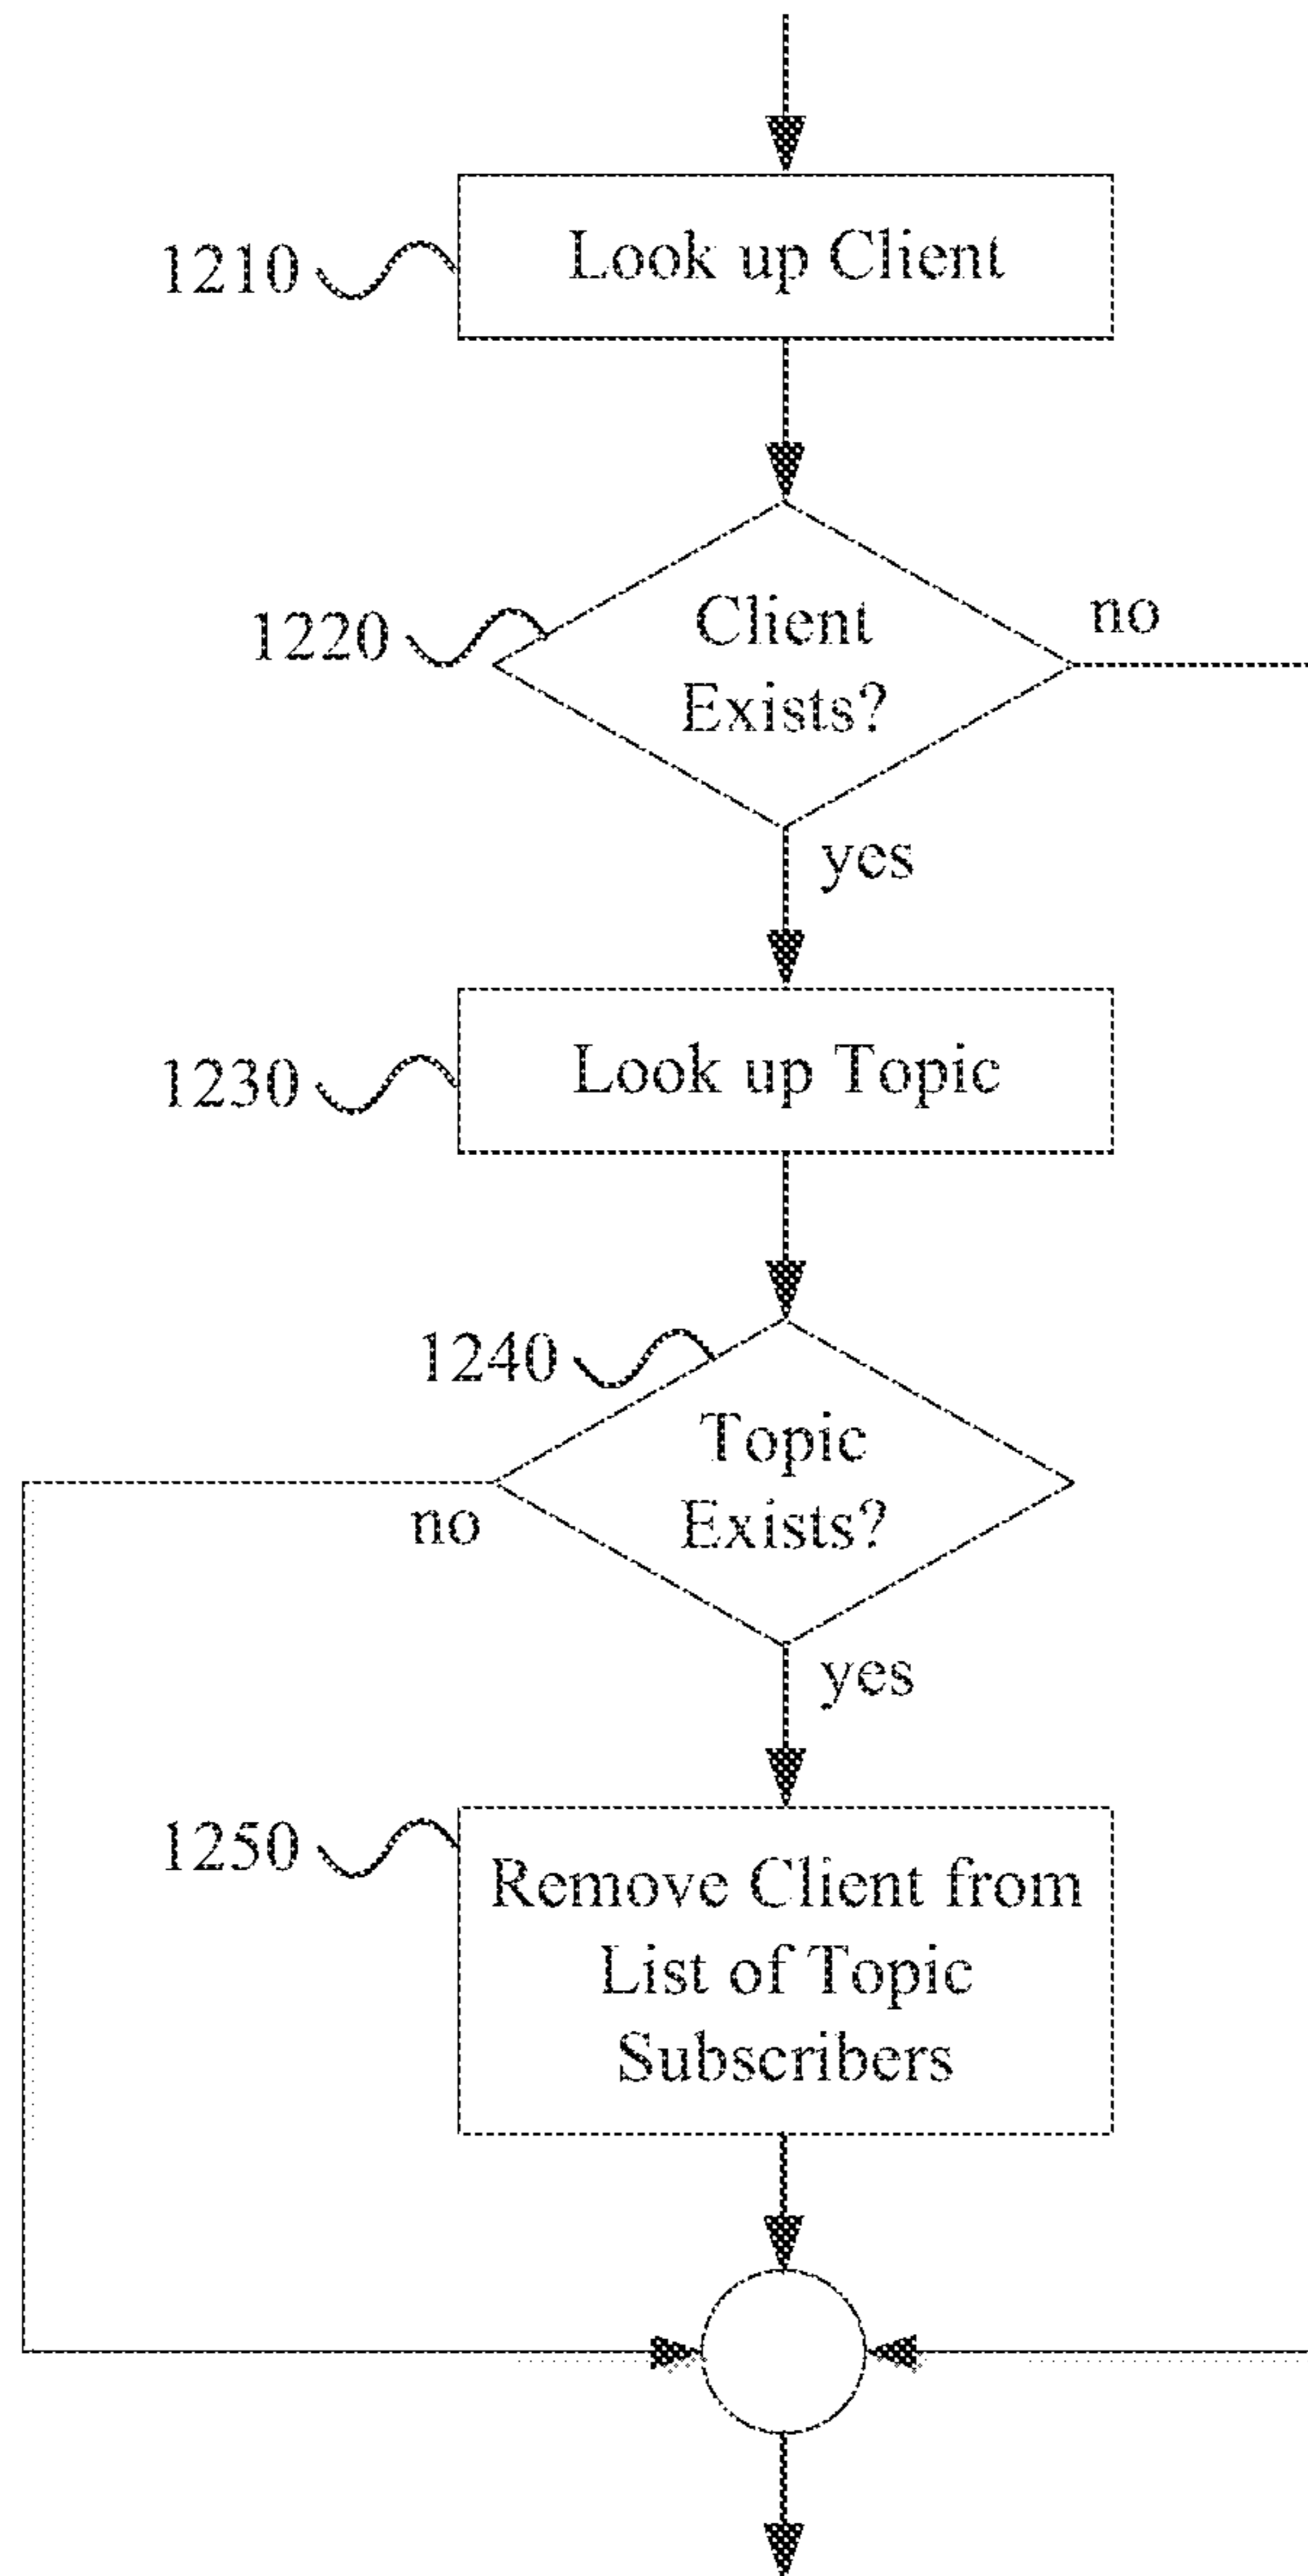 1210
Look up Client
1220
Client
Exists?
no
yes
1230
Look up Topic
1240
Topic
Exists?
no
yes
1250
Remove Client from
List of Topic
Subscribers